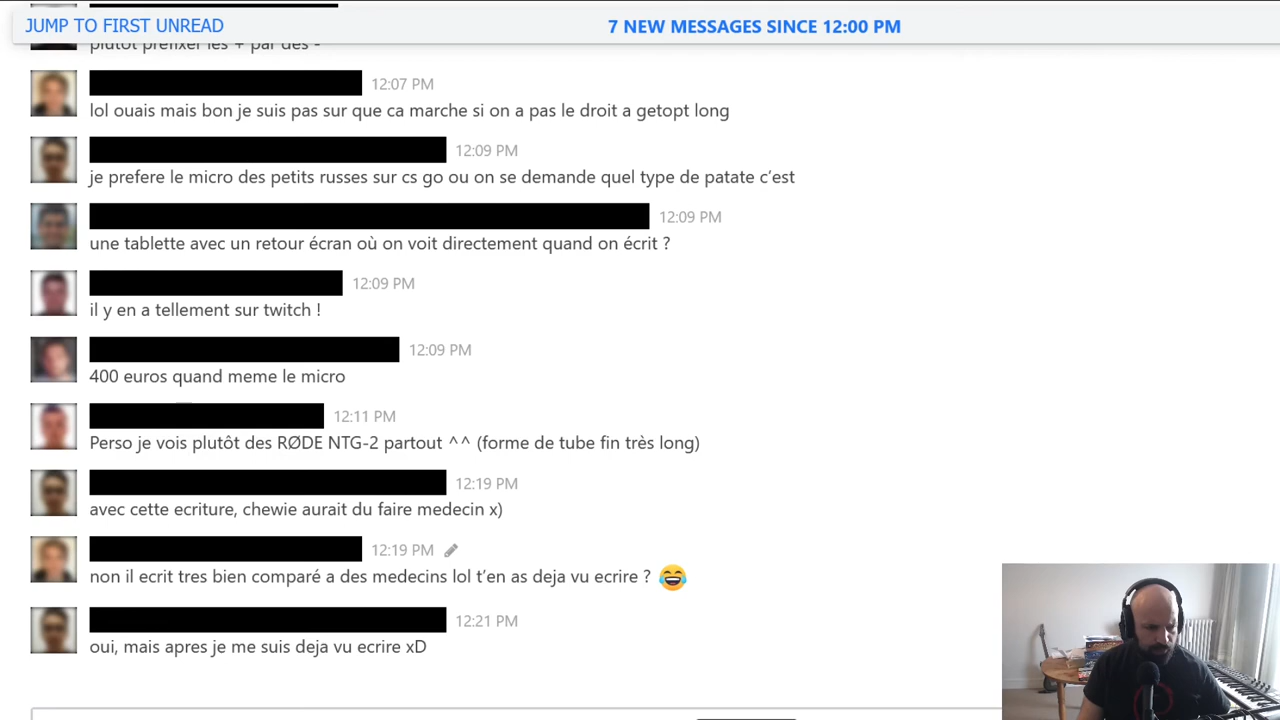 JUMP TO FIRST UNREAD
7 NEW MESSAGES SINCE 12:00 PM
plutôt préfixer les + par des -
12:07 PM
lol ouais mais bon je suis pas sur que ca marche si on a pas le droit a getopt long
12:09 PM
je prefere le micro des petits russes sur cs go ou on se demande quel type de patate c’est
12:09 PM
une tablette avec un retour écran où on voit directement quand on écrit ?
12:09 PM
il y en a tellement sur twitch !
12:09 PM
400 euros quand meme le micro
12:11 PM
Perso je vois plutôt des RØDE NTG-2 partout ^^ (forme de tube fin très long)
12:19 PM
avec cette ecriture, chewie aurait du faire medecin x)
12:19 PM
non il ecrit tres bien comparé a des medecins lol t’en as deja vu ecrire ? 😂
12:21 PM
oui, mais apres je me suis deja vu ecrire xD